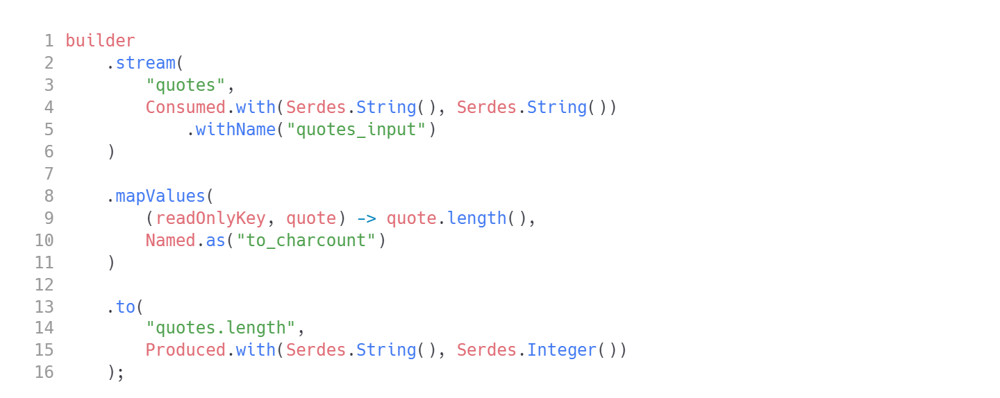 1 builder
2     .stream(
3         "quotes",
4         Consumed.with(Serdes.String(), Serdes.String())
5             .withName("quotes_input")
6     )
7
8     .mapValues(
9         (readOnlyKey, quote) -> quote.length(),
10         Named.as("to_charcount")
11     )
12
13     .to(
14         "quotes.length",
15         Produced.with(Serdes.String(), Serdes.Integer())
16     );